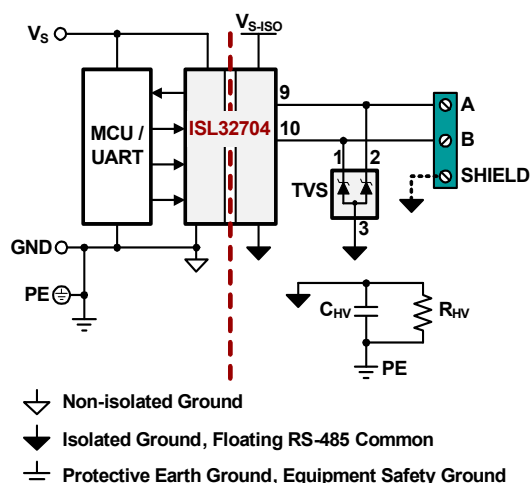 VS
VS-ISO
MCU /
UART
ISL32704
9
10
A
B
SHIELD
1
2
TVS
3
GND
PE
CHV
RHV
PE
Non-isolated Ground
Isolated Ground, Floating RS-485 Common
Protective Earth Ground, Equipment Safety Ground